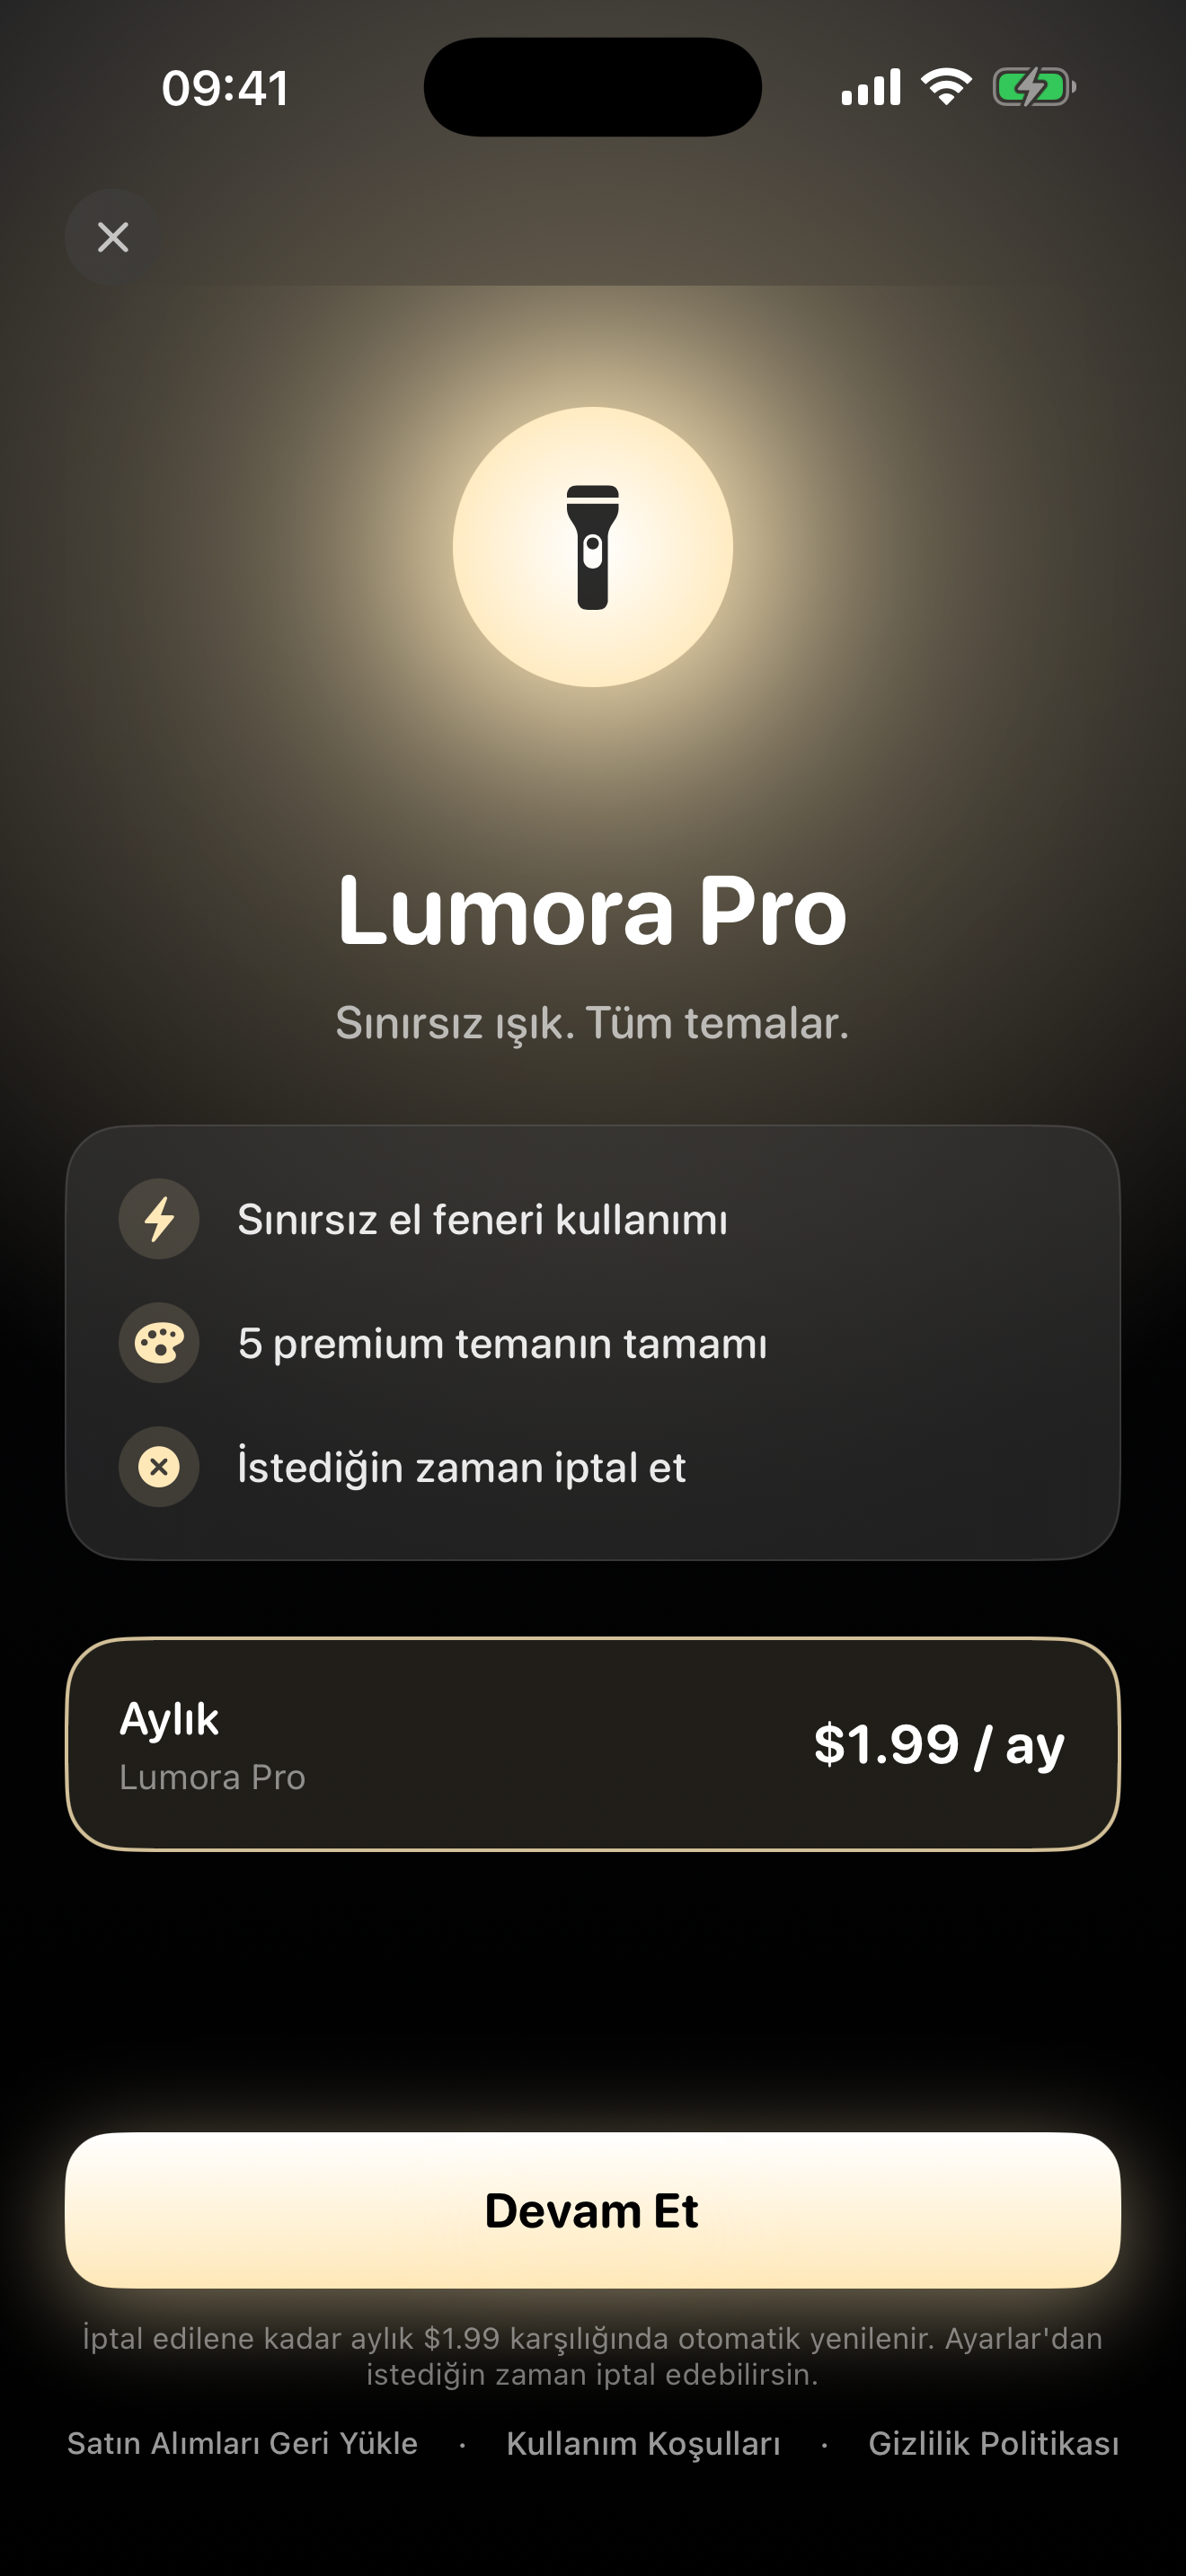 09:41
Lumora Pro
Sınırsız ışık. Tüm temalar.
Sınırsız el feneri kullanımı
5 premium temanın tamamı
İstediğin zaman iptal et
Aylık
Lumora Pro
$1.99 / ay
Devam Et
İptal edilene kadar aylık $1.99 karşılığında otomatik yenilenir. Ayarlar'dan
istediğin zaman iptal edebilirsin.
Satın Alımları Geri Yükle · Kullanım Koşulları · Gizlilik Politikası